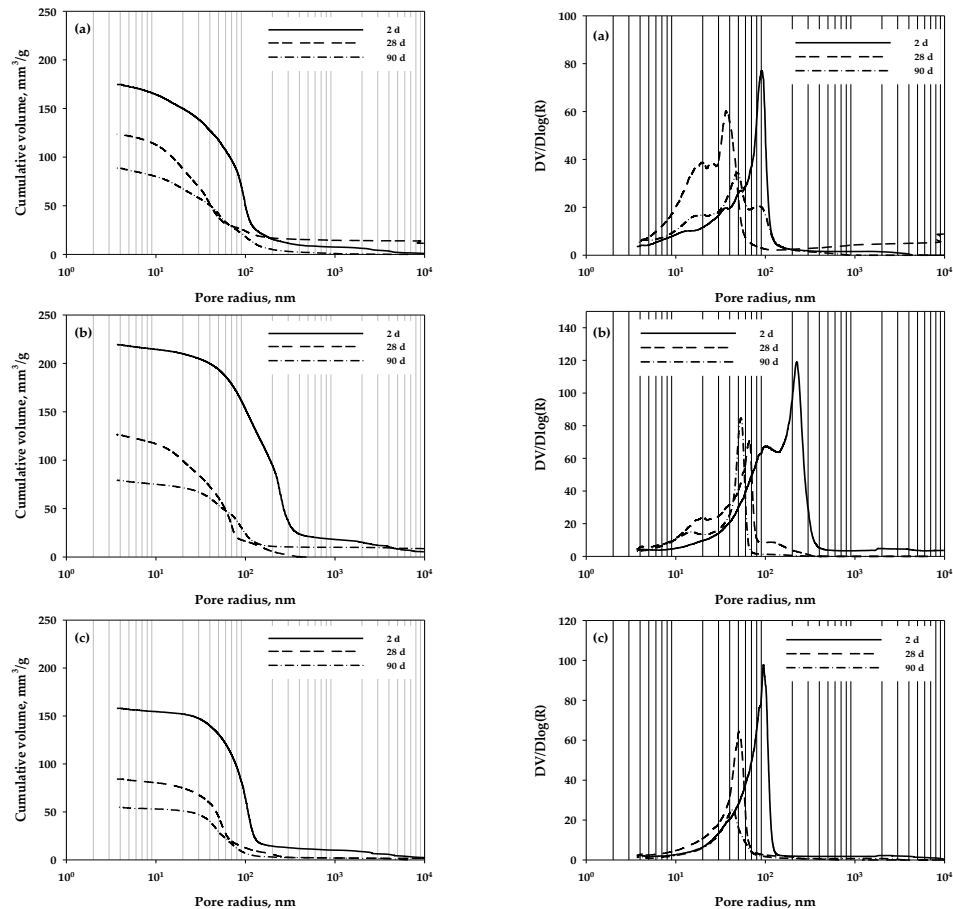 (a)
2 d
28 d
90 d
Cumulative volume, mm³/g
250
200
150
100
50
0
10⁰
10¹
10²
10³
10⁴
Pore radius, nm
(a)
2 d
28 d
90 d
DV/Dlog(R)
100
80
60
40
20
0
10⁰
10¹
10²
10³
10⁴
Pore radius, nm
(b)
2 d
28 d
90 d
Cumulative volume, mm³/g
250
200
150
100
50
0
10⁰
10¹
10²
10³
10⁴
Pore radius, nm
(b)
2 d
28 d
90 d
DV/Dlog(R)
140
120
100
80
60
40
20
0
10⁰
10¹
10²
10³
10⁴
Pore radius, nm
(c)
2 d
28 d
90 d
Cumulative volume, mm³/g
250
200
150
100
50
0
10⁰
10¹
10²
10³
10⁴
Pore radius, nm
(c)
2 d
28 d
90 d
DV/Dlog(R)
120
100
80
60
40
20
0
10⁰
10¹
10²
10³
10⁴
Pore radius, nm